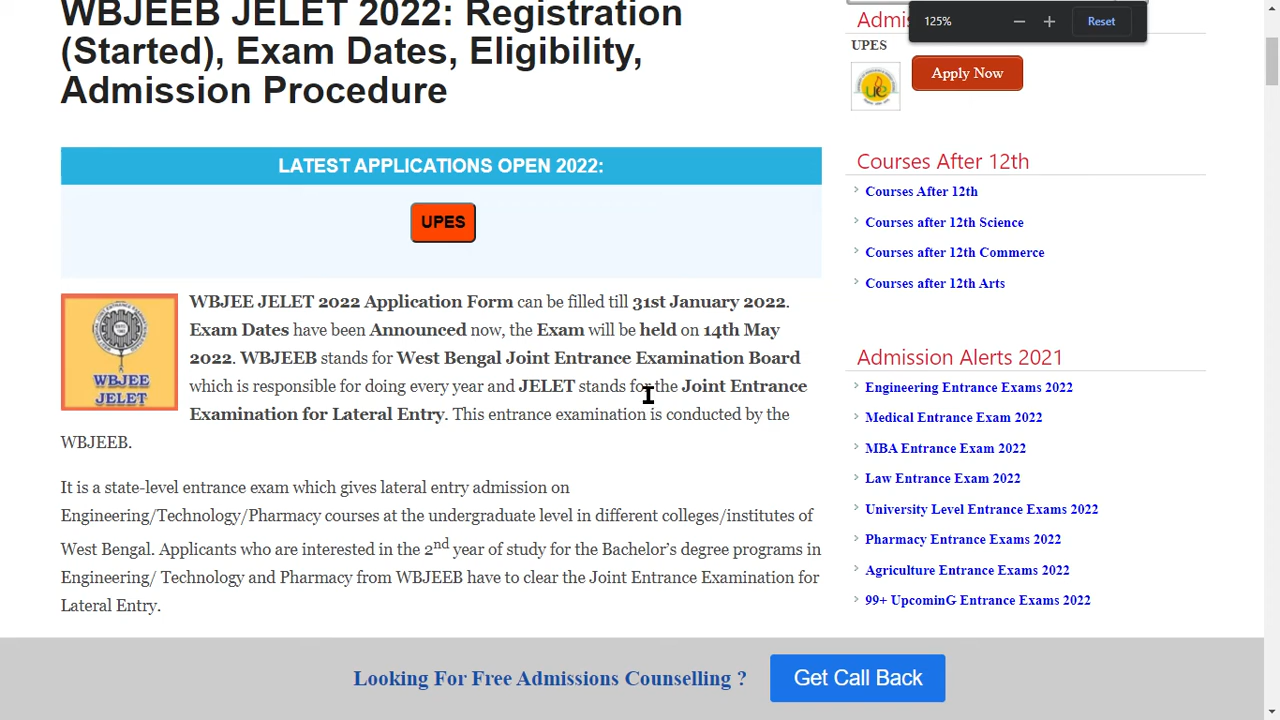 WBJEEB JELET 2022: Registration
(Started), Exam Dates, Eligibility,
Admission Procedure
LATEST APPLICATIONS OPEN 2022:
UPES
WBJEE
JELET
WBJEE JELET 2022 Application Form can be filled till 31st January 2022.
Exam Dates have been Announced now, the Exam will be held on 14th May
2022. WBJEEB stands for West Bengal Joint Entrance Examination Board
which is responsible for doing every year and JELET stands for the Joint Entrance
Examination for Lateral Entry. This entrance examination is conducted by the
WBJEEB.
It is a state-level entrance exam which gives lateral entry admission on
Engineering/Technology/Pharmacy courses at the undergraduate level in different colleges/institutes of
West Bengal. Applicants who are interested in the 2nd year of study for the Bachelor’s degree programs in
Engineering/ Technology and Pharmacy from WBJEEB have to clear the Joint Entrance Examination for
Lateral Entry.
125%
Reset
UPES
Apply Now
Courses After 12th
Courses After 12th
Courses after 12th Science
Courses after 12th Commerce
Courses after 12th Arts
Admission Alerts 2021
Engineering Entrance Exams 2022
Medical Entrance Exam 2022
MBA Entrance Exam 2022
Law Entrance Exam 2022
University Level Entrance Exams 2022
Pharmacy Entrance Exams 2022
Agriculture Entrance Exams 2022
99+ UpcominG Entrance Exams 2022
Looking For Free Admissions Counselling ?
Get Call Back